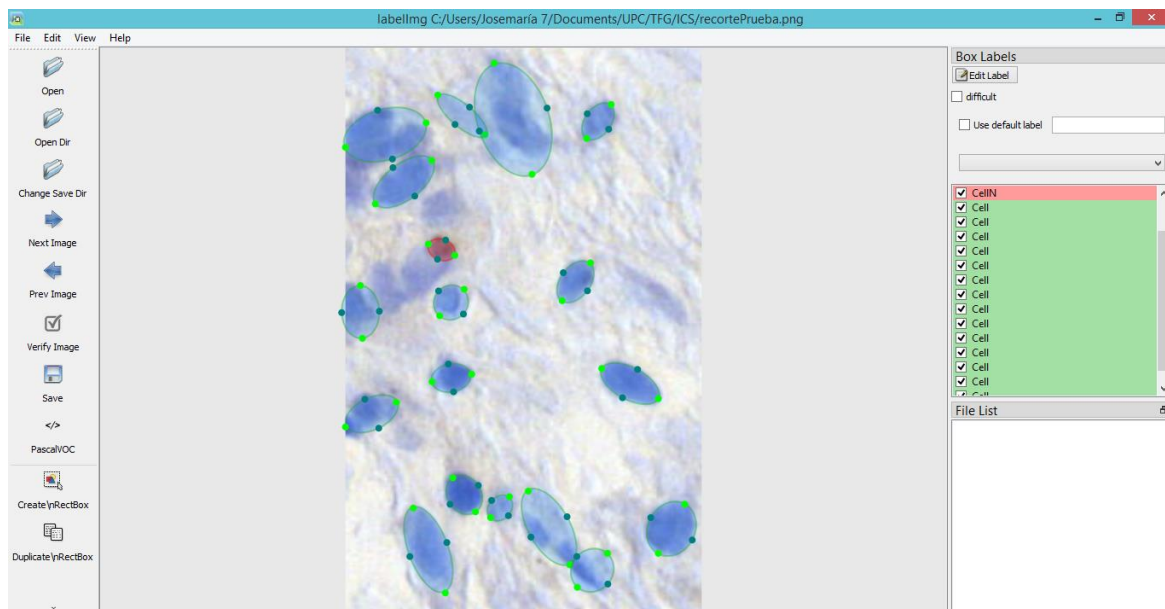 labelImg C:/Users/Josemaría 7/Documents/UPC/TFG/ICS/recortePrueba.png
File Edit View Help
Open
Open Dir
Change Save Dir
Next Image
Prev Image
Verify Image
Save
</>
PascalVOC
Create\nRectBox
Duplicate\nRectBox
Box Labels
Edit Label
difficult
Use default label
CellN
Cell
Cell
Cell
Cell
Cell
Cell
Cell
Cell
Cell
Cell
Cell
Cell
Cell
Cell
File List